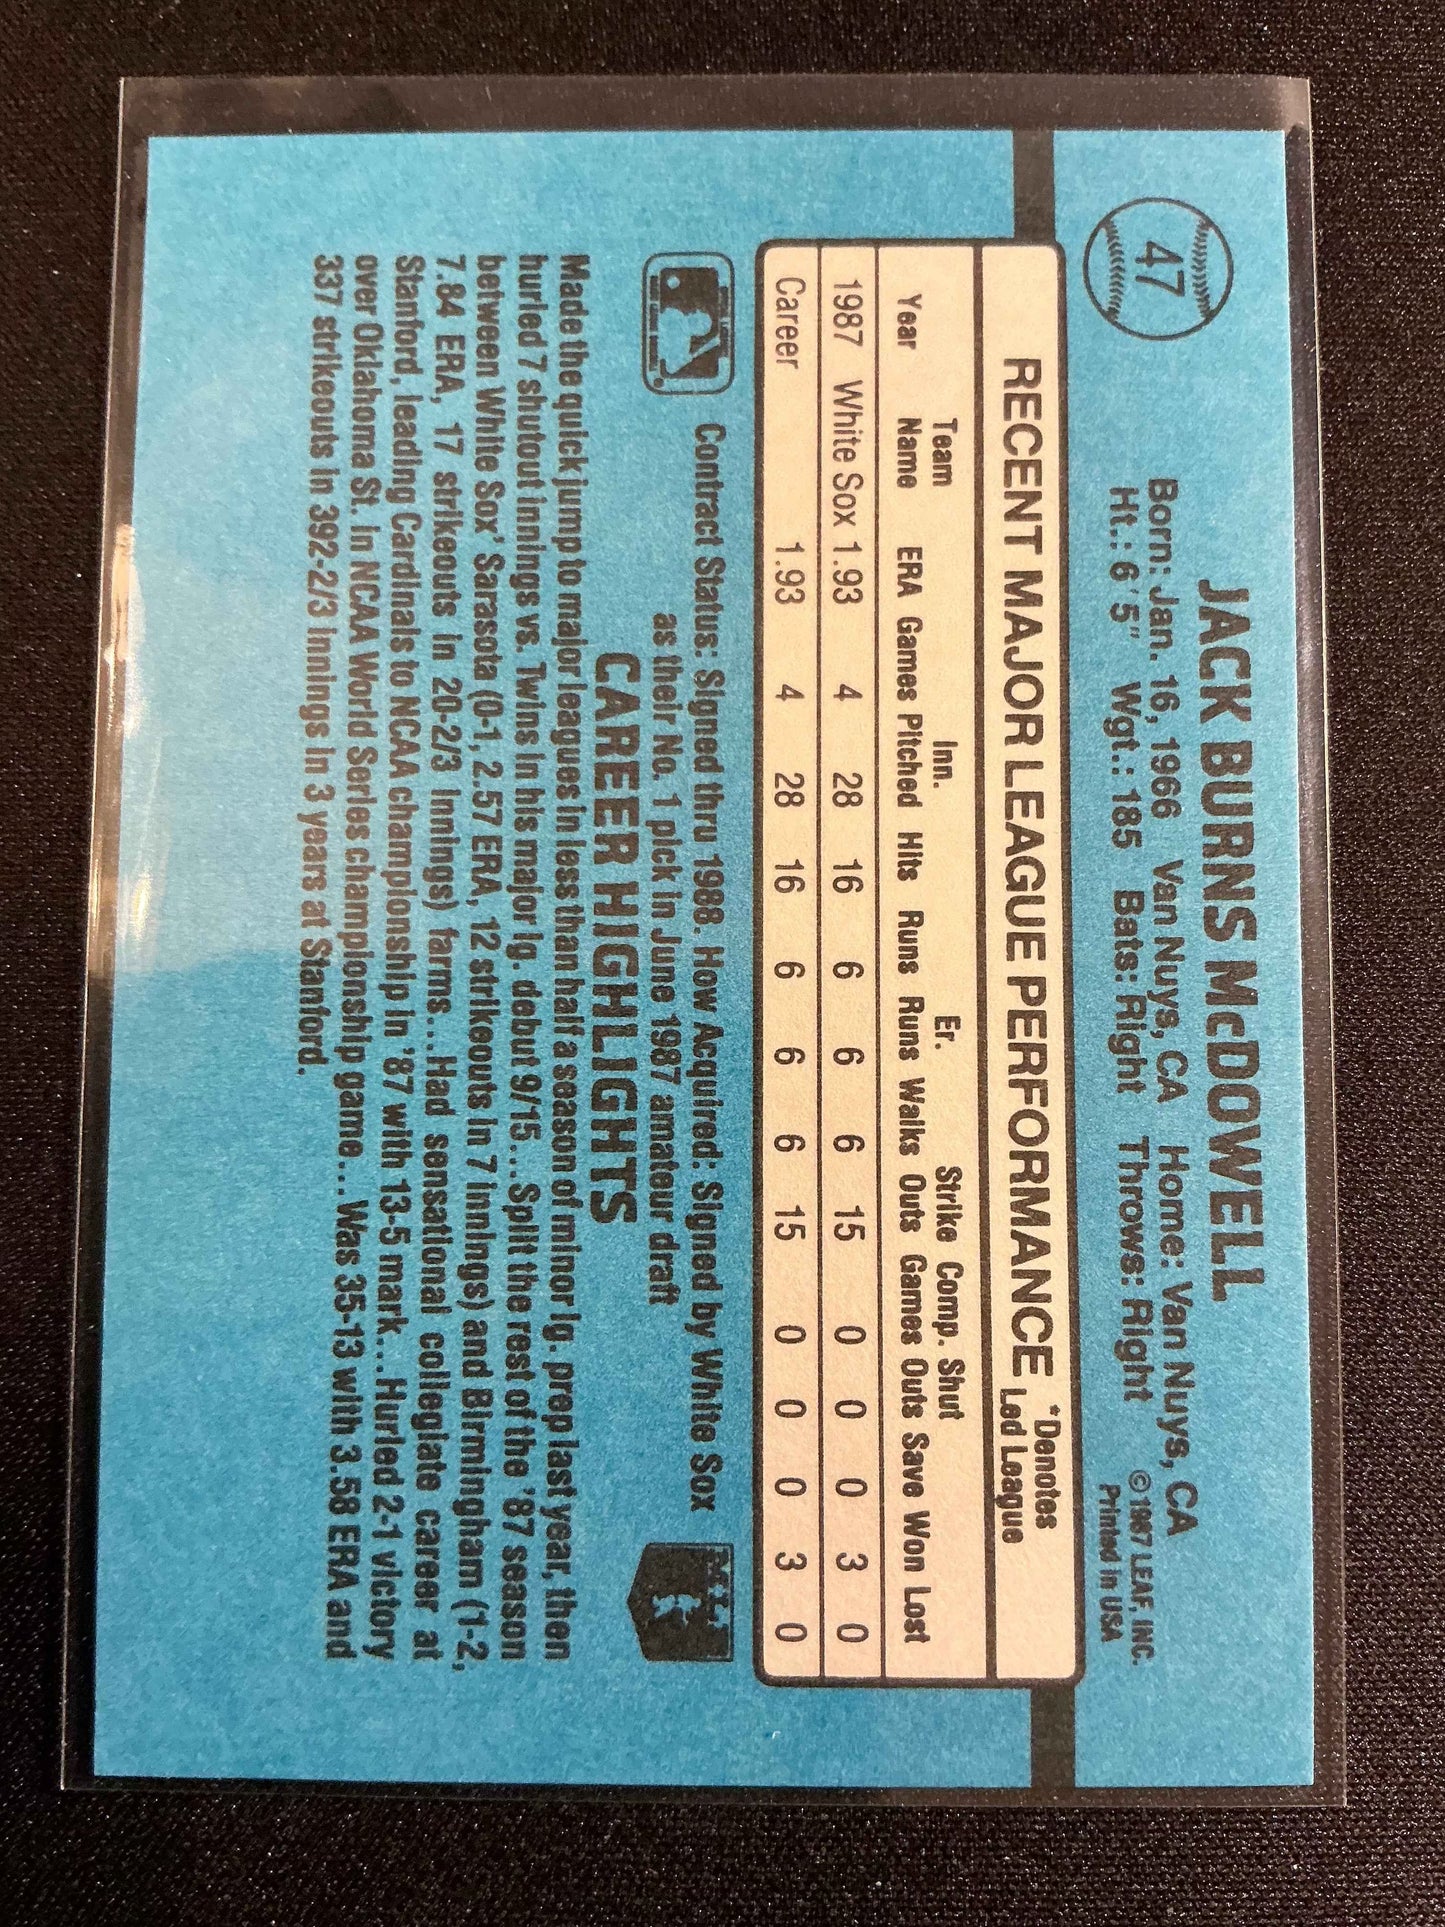 47
JACK BURNS McDOWELL
Born: Jan. 16, 1966 Van Nuys, CA Home: Van Nuys, CA
Ht.: 6' 5" Wgt.: 185 Bats: Right Throws: Right
©1987 LEAF, INC.
Printed in USA
RECENT MAJOR LEAGUE PERFORMANCE *Denotes Led League
Team Inn. Er. Strike Comp. Shut
Year Name ERA Games Pitched Hits Runs Runs Walks Outs Games Outs Save Won Lost
1987 White Sox 1.93 4 28 16 6 6 6 15 0 0 0 3 0
Career 1.93 4 28 16 6 6 6 15 0 0 0 3 0
Contract Status: Signed thru 1988. How Acquired: Signed by White Sox
as their No. 1 pick in June 1987 amateur draft
CAREER HIGHLIGHTS
Made the quick jump to major leagues in less than half a season of minor lg. prep last year, then
hurled 7 shutout innings vs. Twins in his major lg. debut 9/15...Split the rest of the '87 season
between White Sox' Sarasota (0-1, 2.57 ERA, 12 strikeouts in 7 innings) and Birmingham (1-2,
7.84 ERA, 17 strikeouts in 20-2/3 innings) farms...Had sensational collegiate career at
Stanford, leading Cardinals to NCAA championship in '87 with 13-5 mark...Hurled 2-1 victory
over Oklahoma St. in NCAA World Series championship game...Was 35-13 with 3.58 ERA and
337 strikeouts in 392-2/3 innings in 3 years at Stanford.